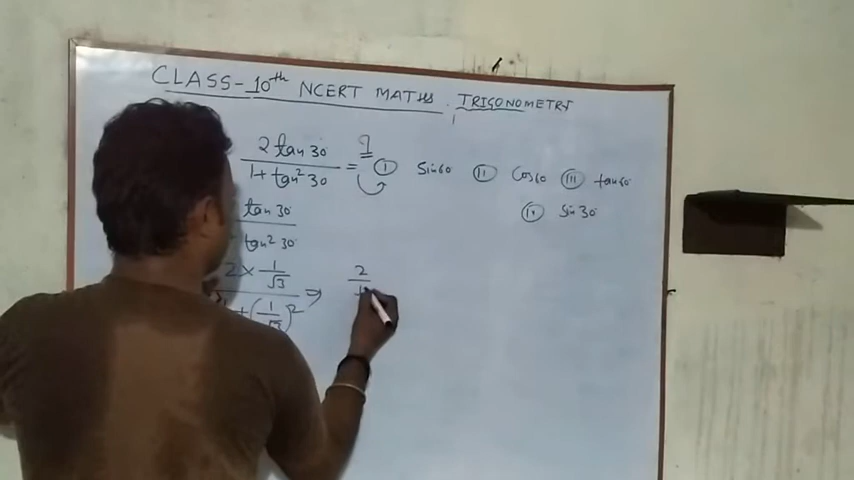 CLASS-10th NCERT MATHS. TRIGONOMETRY
2 tan 30° / 1 + tan² 30° = ? (i) Sin 60 (ii) Cos 60 (iii) tan 60°
(iv) Sin 30°
tan 30° / tan² 30°
2 × 1/√3 / + (1/√3)² ⇒ 2